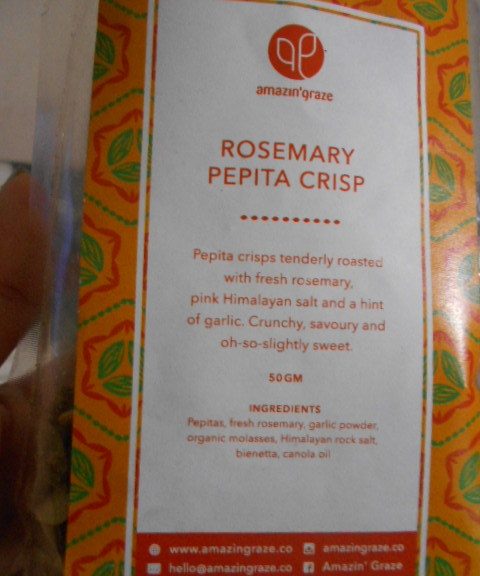 amazin'graze
ROSEMARY
PEPITA CRISP
Pepita crisps tenderly roasted
with fresh rosemary,
pink Himalayan salt and a hint
of garlic. Crunchy, savoury and
oh-so-slightly sweet.
50GM
INGREDIENTS
Pepitas, fresh rosemary, garlic powder,
organic molasses, Himalayan rock salt,
bienetta, canola oil
www.amazingraze.co amazingraze.co
hello@amazingraze.co Amazin' Graze